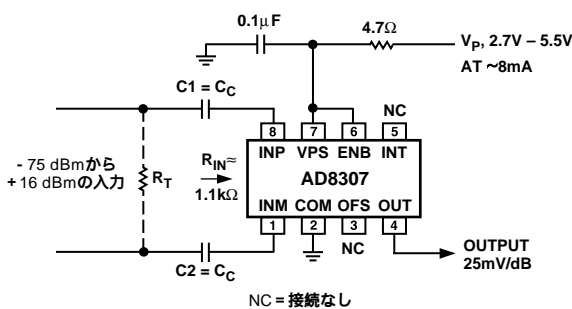 0.1μF
4.7Ω
VP, 2.7V – 5.5V
AT ~8mA
C1 = CC
NC
8 7 6 5
INP VPS ENB INT
- 75 dBmから
+16 dBmの入力
RT
RIN≈
1.1kΩ
AD8307
INM COM OFS OUT
1 2 3 4
NC
C2 = CC
OUTPUT
25mV/dB
NC = 接続なし